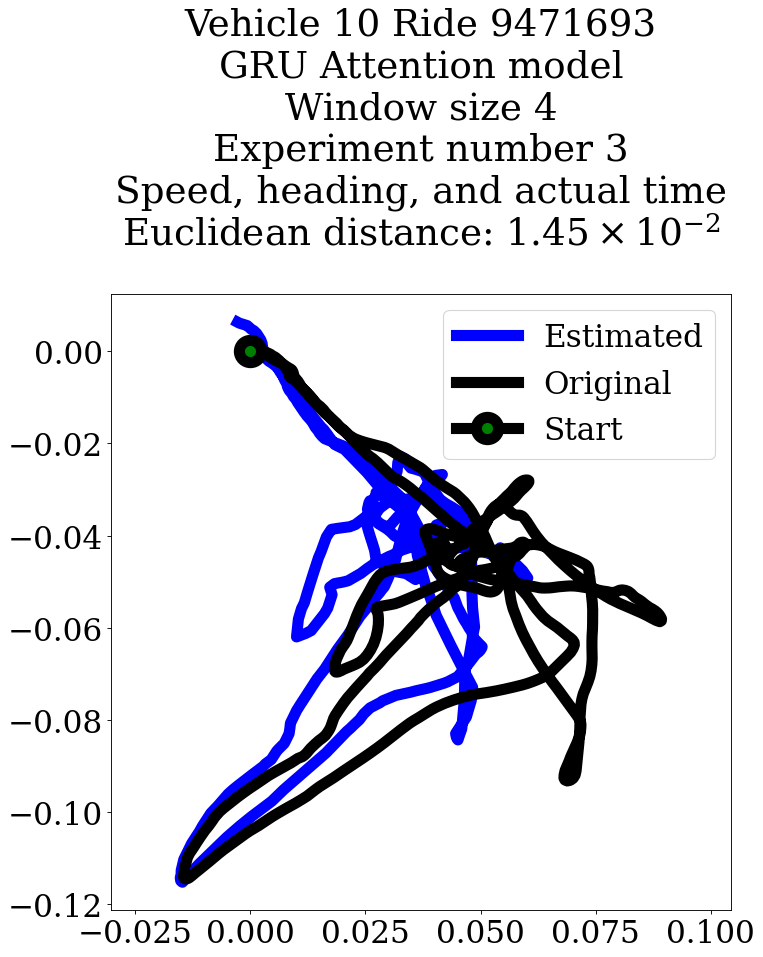 Vehicle 10 Ride 9471693
GRU Attention model
Window size 4
Experiment number 3
Speed, heading, and actual time
Euclidean distance: 1.45 × 10⁻²
Estimated
Original
Start
0.00
−0.02
−0.04
−0.06
−0.08
−0.10
−0.12
−0.025 0.000 0.025 0.050 0.075 0.100